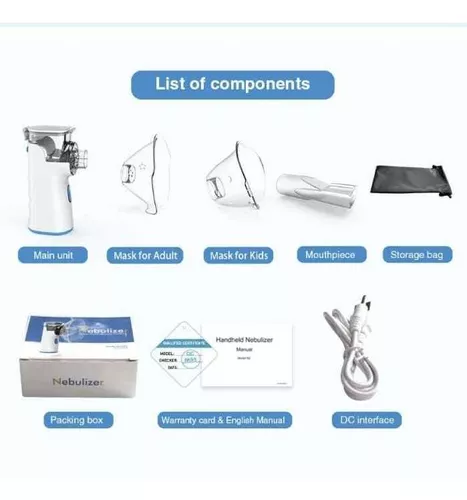 List of components
Main unit
Mask for Adult
Mask for Kids
Mouthpiece
Storage bag
Nebulizer
Nebulizer
QUALIFIED CERTIFICATE
MODEL:
CHECKER:
DATE:
Handheld Nebulizer
Manual
Packing box
Warranty card & English Manual
DC interface